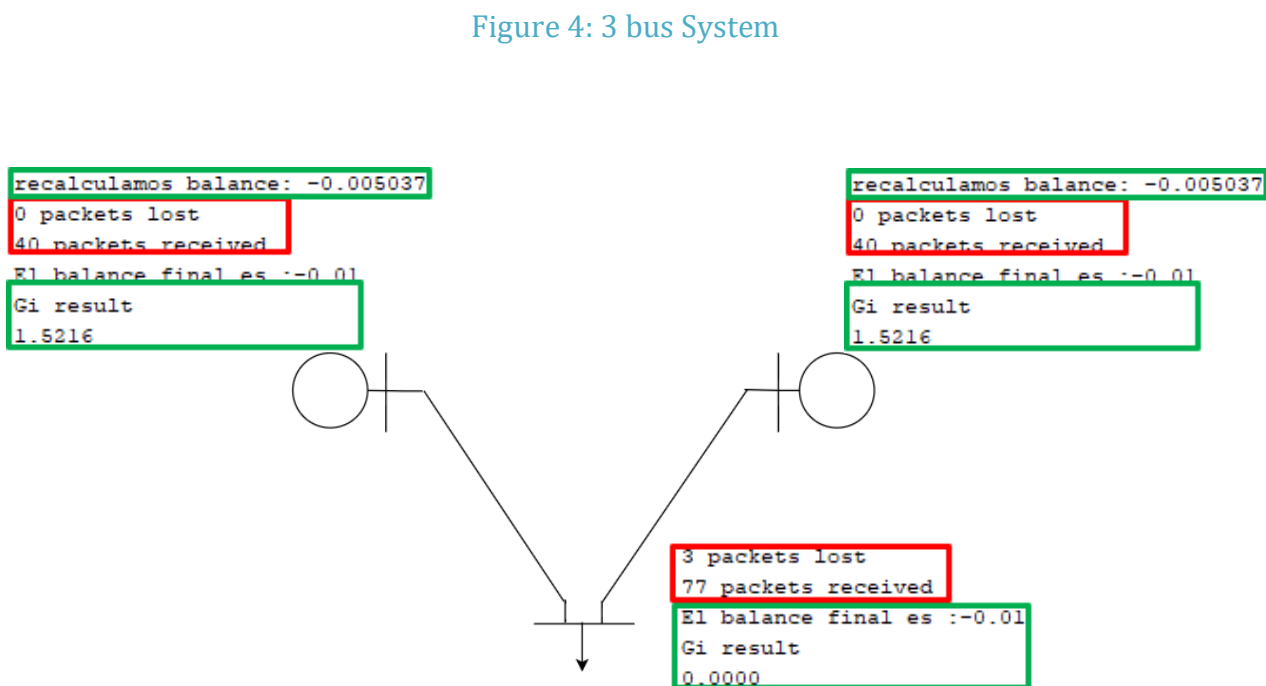 Figure 4: 3 bus System
recalculamos balance: -0.005037
0 packets lost
40 packets received
El balance final es :-0.01
Gi result
1.5216
recalculamos balance: -0.005037
0 packets lost
40 packets received
El balance final es :-0.01
Gi result
1.5216
3 packets lost
77 packets received
El balance final es :-0.01
Gi result
0.0000